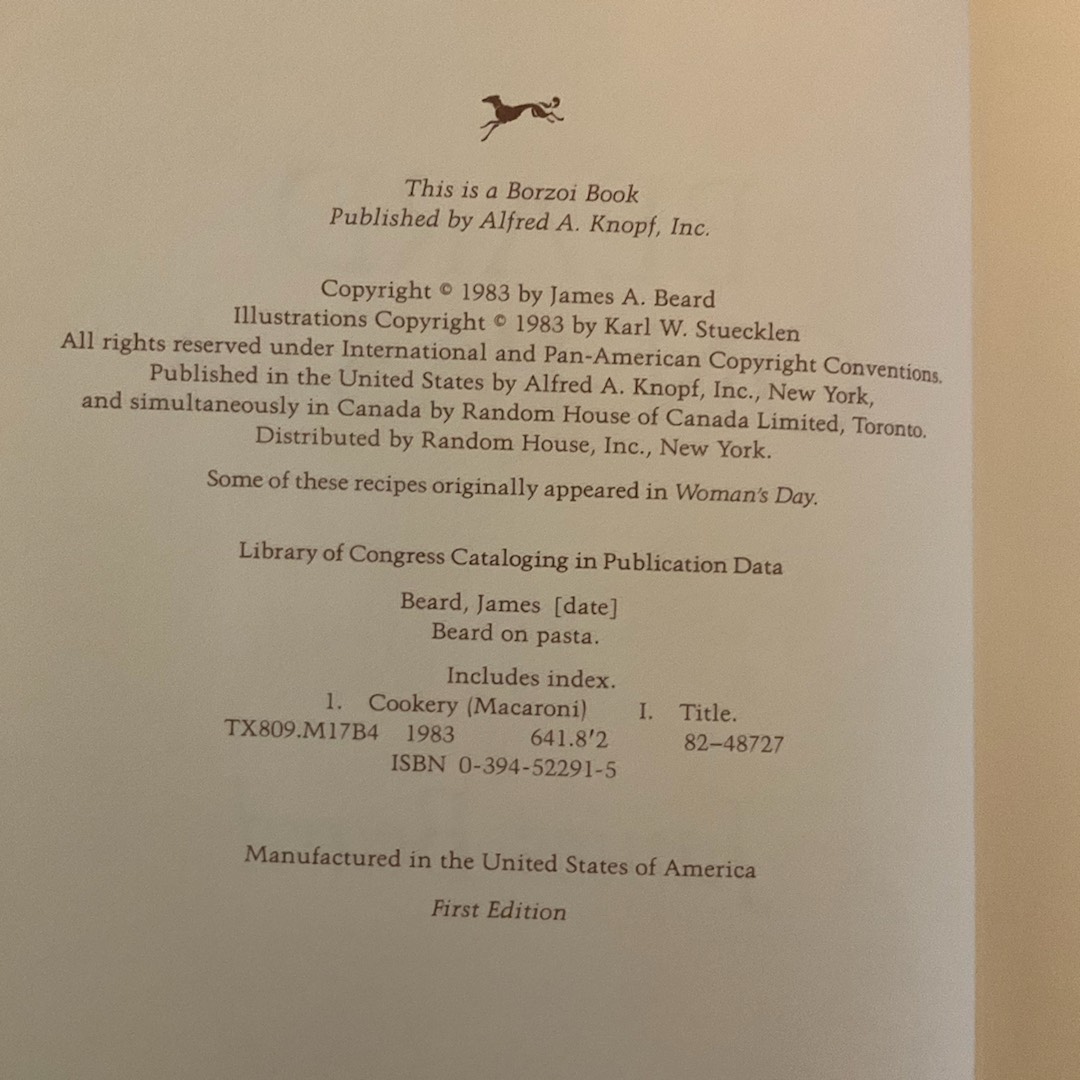 This is a Borzoi Book
Published by Alfred A. Knopf, Inc.
Copyright © 1983 by James A. Beard
Illustrations Copyright © 1983 by Karl W. Stuecklen
All rights reserved under International and Pan-American Copyright Conventions.
Published in the United States by Alfred A. Knopf, Inc., New York,
and simultaneously in Canada by Random House of Canada Limited, Toronto.
Distributed by Random House, Inc., New York.
Some of these recipes originally appeared in Woman's Day.
Library of Congress Cataloging in Publication Data
Beard, James [date]
Beard on pasta.
Includes index.
1. Cookery (Macaroni) I. Title.
TX809.M17B4 1983 641.8′2 82–48727
ISBN 0-394-52291-5
Manufactured in the United States of America
First Edition